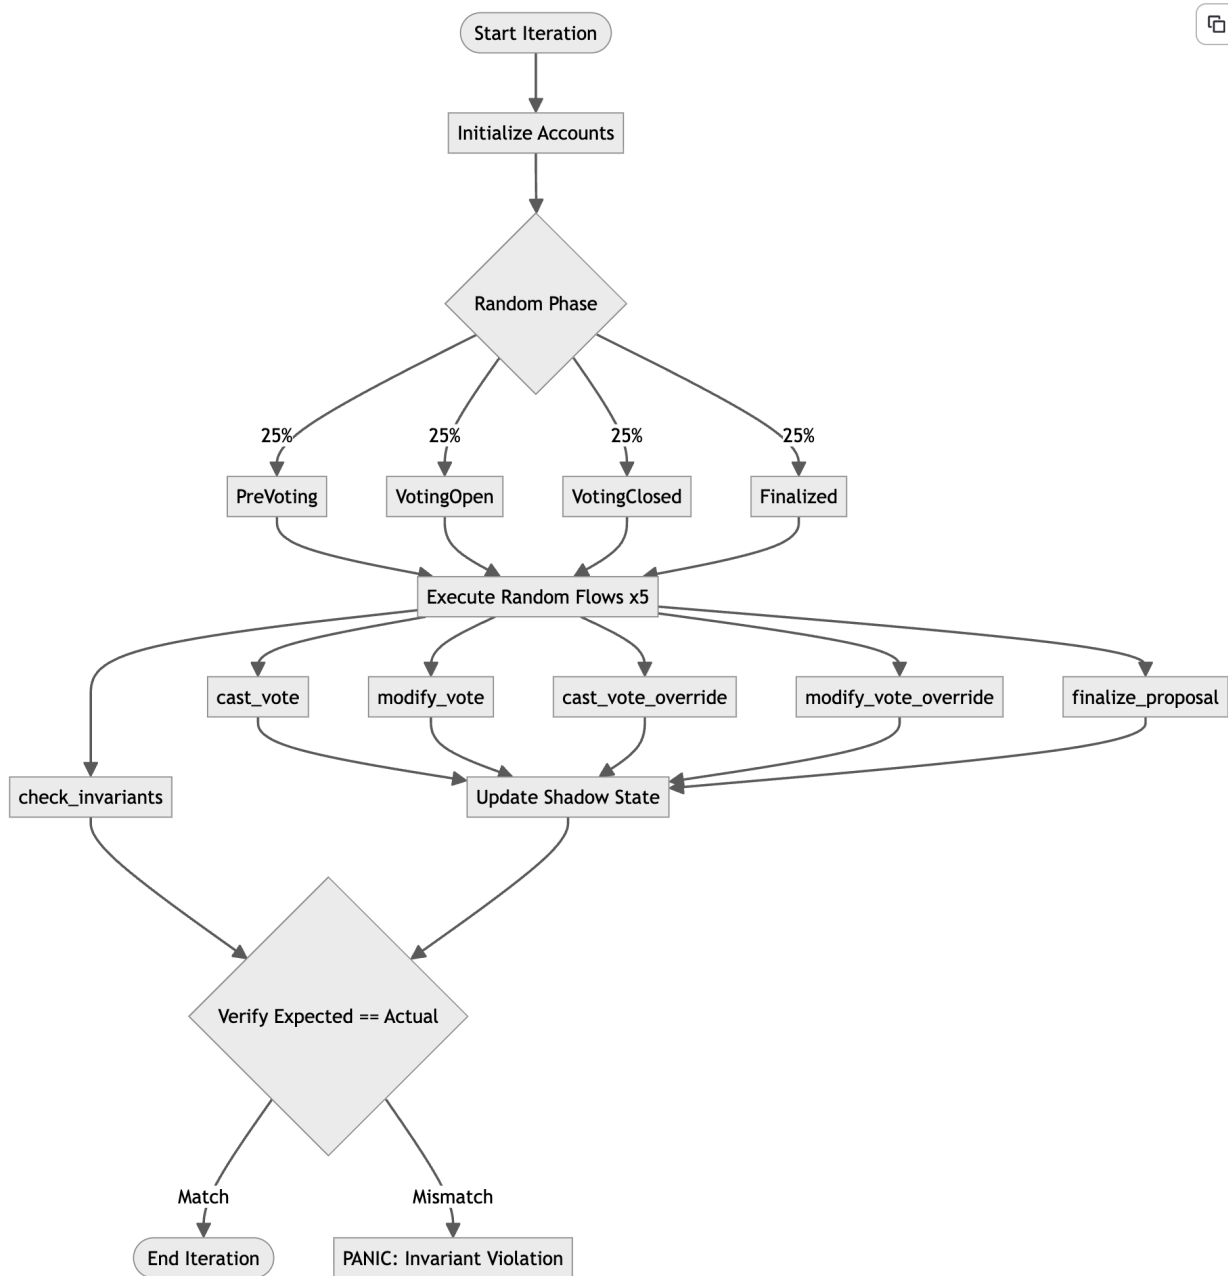 Start Iteration
Initialize Accounts
Random Phase
25%
25%
25%
25%
PreVoting
VotingOpen
VotingClosed
Finalized
Execute Random Flows x5
cast_vote
modify_vote
cast_vote_override
modify_vote_override
finalize_proposal
check_invariants
Update Shadow State
Verify Expected == Actual
Match
Mismatch
End Iteration
PANIC: Invariant Violation